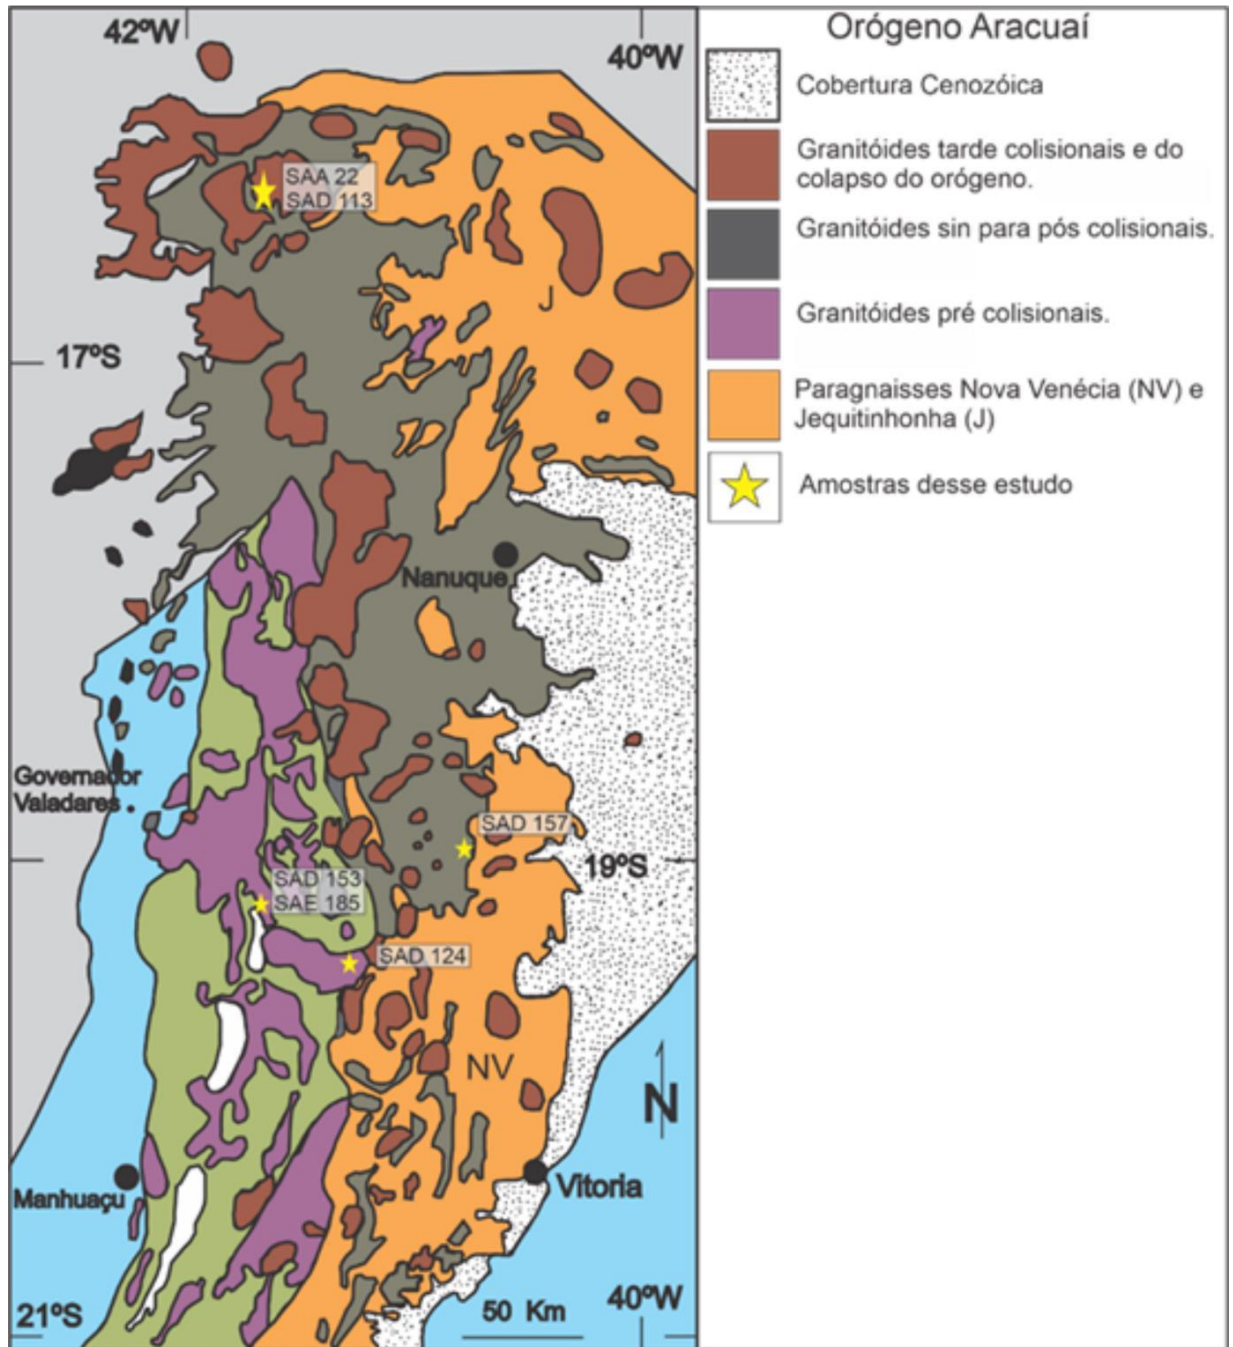 42ºW
40ºW
SAA 22
SAD 113
J
17ºS
Nanuque
Governador
Valadares
SAD 157
19ºS
SAD 153
SAE 185
SAD 124
NV
N
Vitoria
Manhuaçu
21ºS
50 Km
40ºW
Orógeno Aracuaí
Cobertura Cenozóica
Granitóides tarde colisionais e do
colapso do orógeno.
Granitóides sin para pós colisionais.
Granitóides pré colisionais.
Paragnaisses Nova Venécia (NV) e
Jequitinhonha (J)
Amostras desse estudo